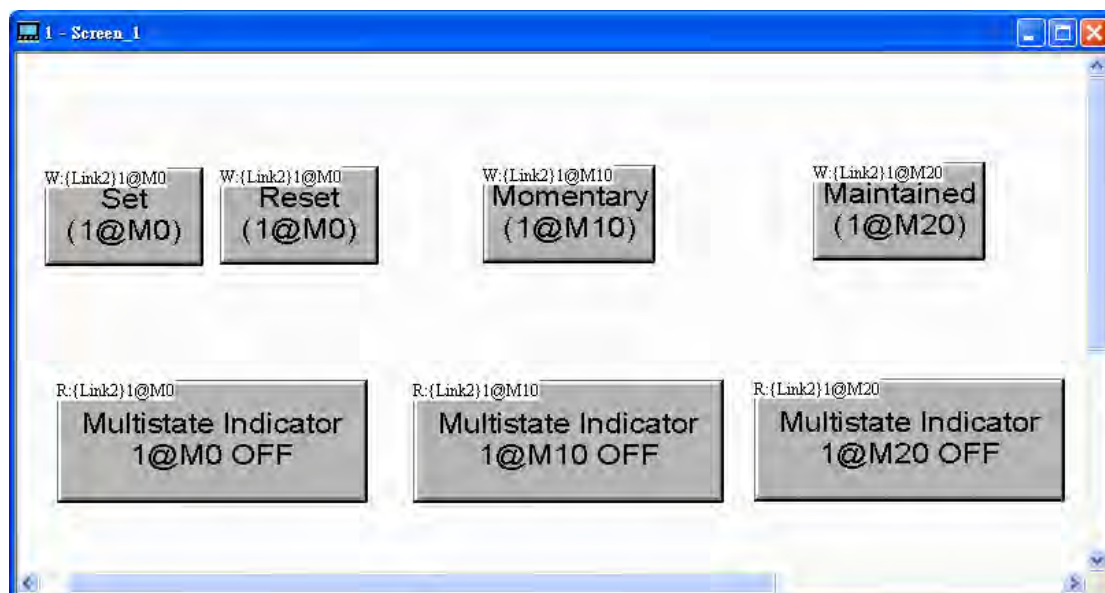 1 - Screen_1
W:{Link2}1@M0
Set
(1@M0)
W:{Link2}1@M0
Reset
(1@M0)
W:{Link2}1@M10
Momentary
(1@M10)
W:{Link2}1@M20
Maintained
(1@M20)
R:{Link2}1@M0
Multistate Indicator
1@M0 OFF
R:{Link2}1@M10
Multistate Indicator
1@M10 OFF
R:{Link2}1@M20
Multistate Indicator
1@M20 OFF